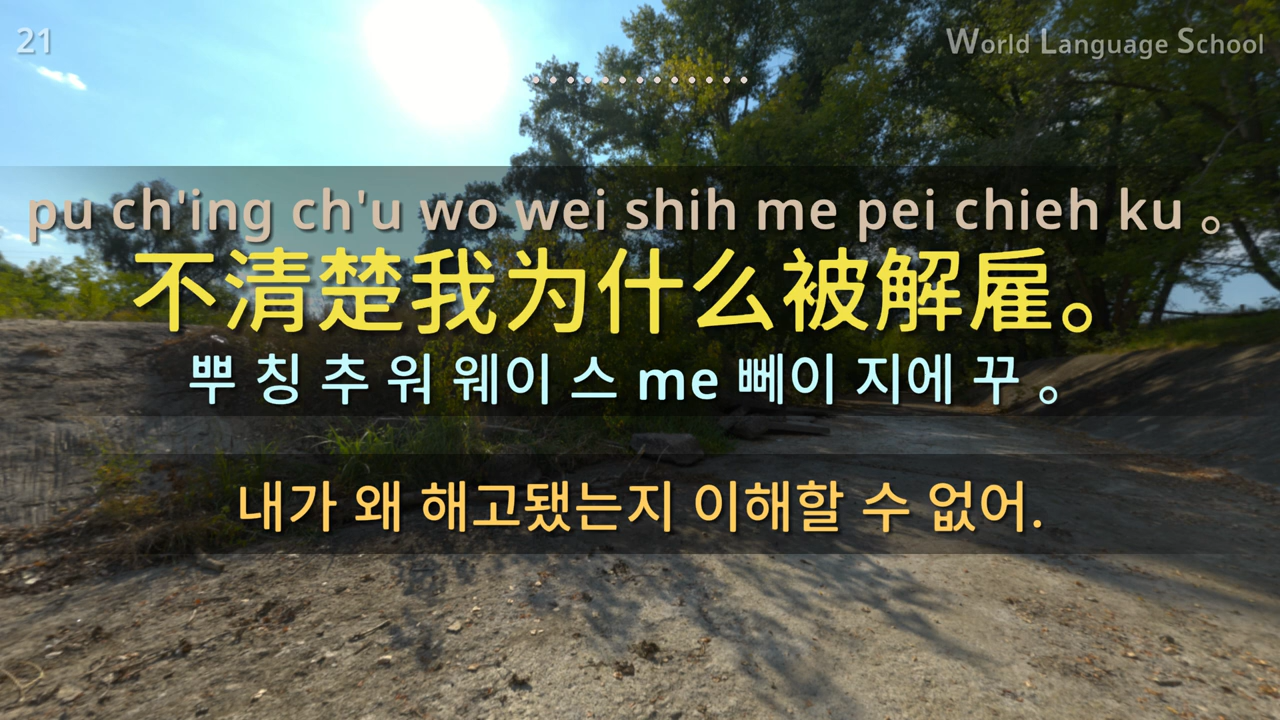 21
World Language School
pu ch'ing ch'u wo wei shih me pei chieh ku 。
不清楚我为什么被解雇。
뿌 칭 추 워 웨이 스 me 뻬이 지에 꾸 。
내가 왜 해고됐는지 이해할 수 없어.